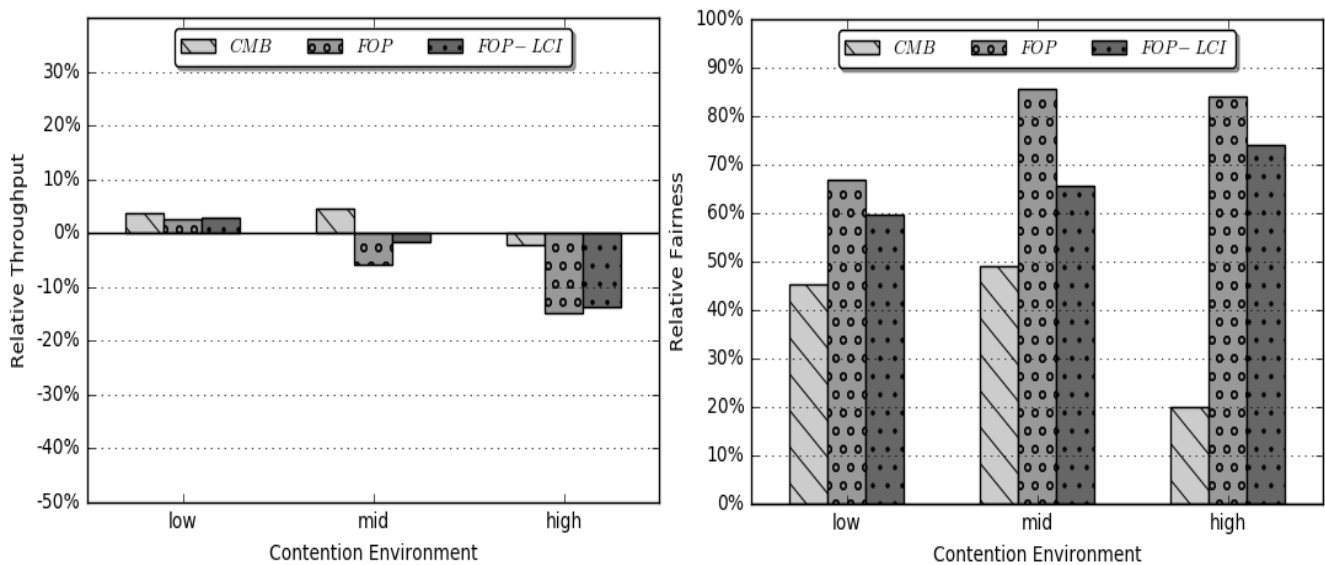 CMB FOP FOP-LCI
30%
20%
10%
0%
-10%
-20%
-30%
-40%
-50%
Relative Throughput
low mid high
Contention Environment
CMB FOP FOP-LCI
100%
90%
80%
70%
60%
50%
40%
30%
20%
10%
0%
Relative Fairness
low mid high
Contention Environment